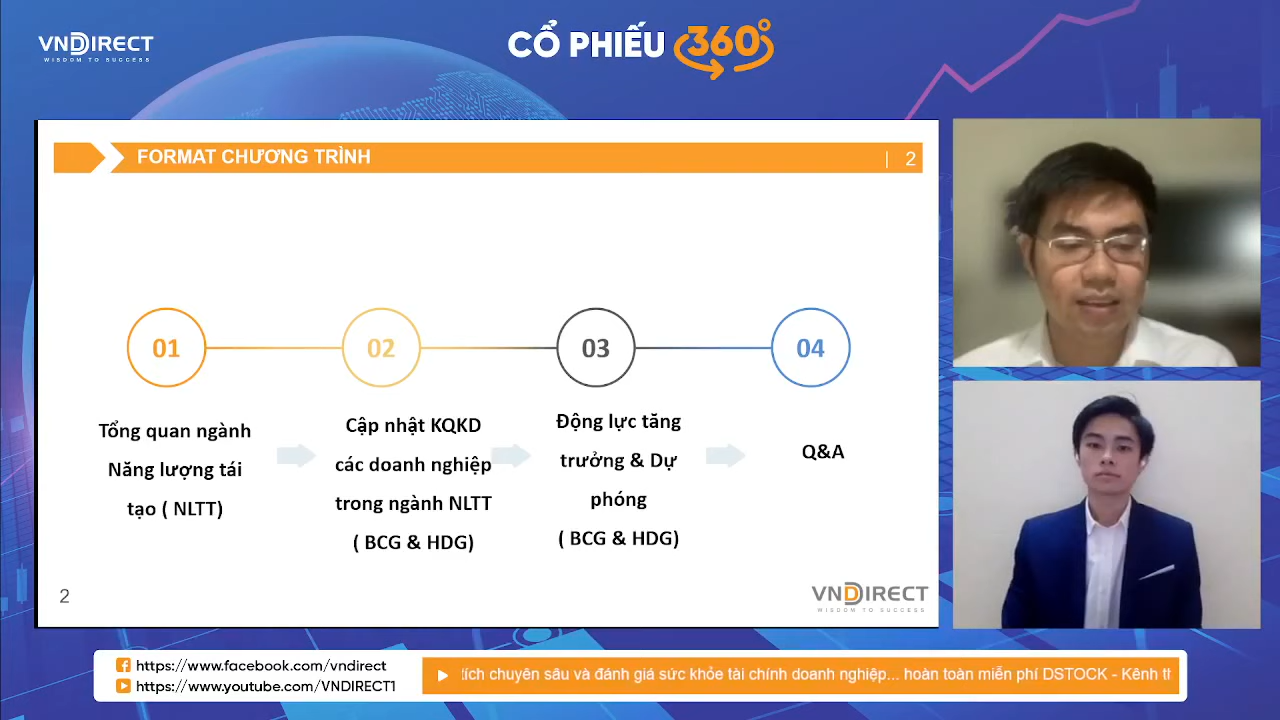 VNDIRECT
WISDOM TO SUCCESS
CỔ PHIẾU 360°
FORMAT CHƯƠNG TRÌNH
| 2
01
02
03
04
Tổng quan ngành
Năng lượng tái
tạo ( NLTT)
Cập nhật KQKD
các doanh nghiệp
trong ngành NLTT
( BCG & HDG)
Động lực tăng
trưởng & Dự
phóng
( BCG & HDG)
Q&A
2
VNDIRECT
WISDOM TO SUCCESS
https://www.facebook.com/vndirect
https://www.youtube.com/VNDIRECT1
tích chuyên sâu và đánh giá sức khỏe tài chính doanh nghiệp... hoàn toàn miễn phí DSTOCK - Kênh